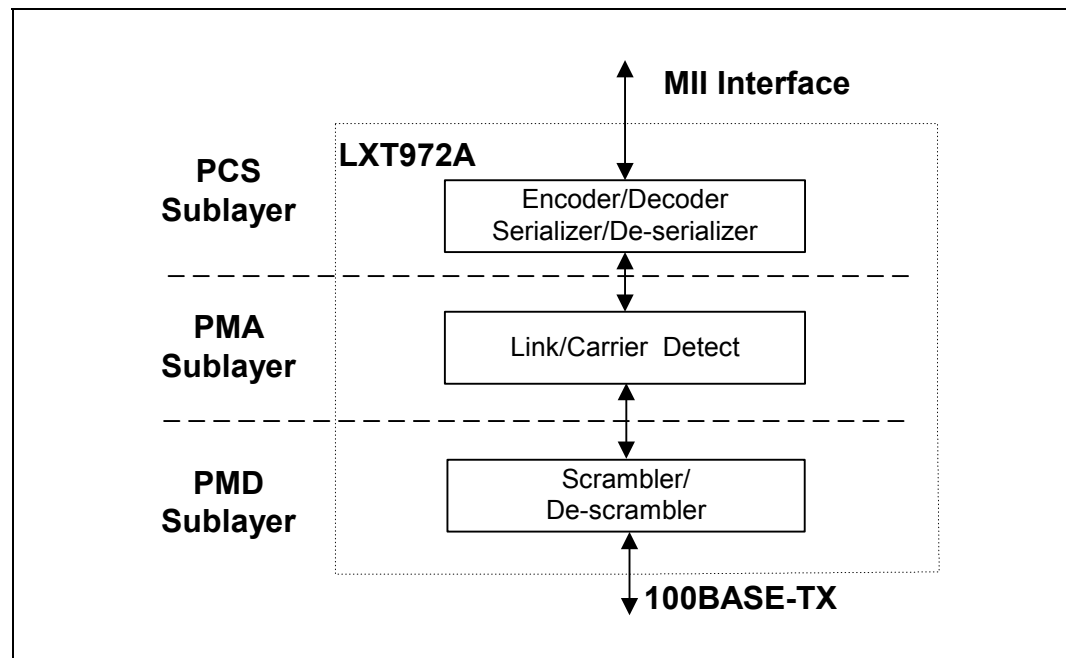 MII Interface
LXT972A
PCS
Sublayer
Encoder/Decoder
Serializer/De-serializer
PMA
Sublayer
Link/Carrier Detect
PMD
Sublayer
Scrambler/
De-scrambler
100BASE-TX